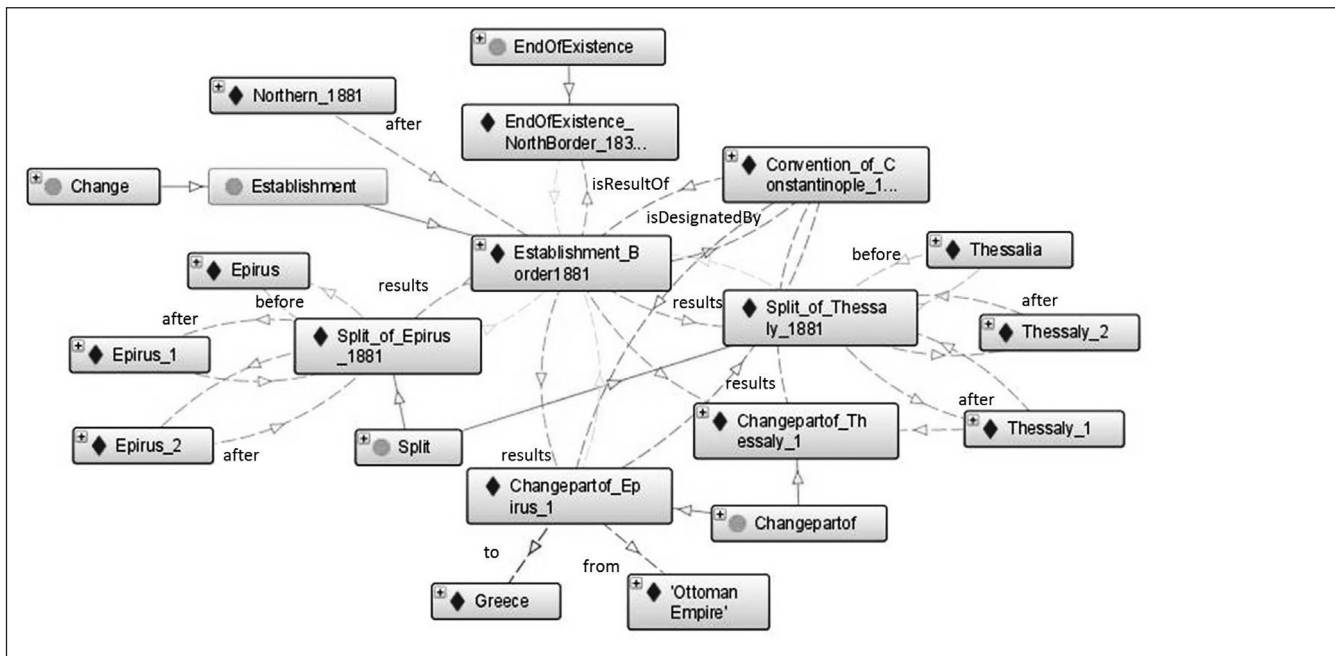 EndOfExistence
Northern_1881
after
EndOfExistence_
NorthBorder_183...
Convention_of_C
onstantinople_1...
Change
Establishment
isResultOf
isDesignatedBy
Establishment_B
order1881
before
Thessalia
Epirus
before
results
results
Split_of_Thessa
ly_1881
after
Thessaly_2
after
Epirus_1
Split_of_Epirus
_1881
results
after
Thessaly_1
Epirus_2
after
Split
Changepartof_Th
essaly_1
results
Changepartof_Ep
irus_1
Changepartof
to
from
Greece
'Ottoman
Empire'